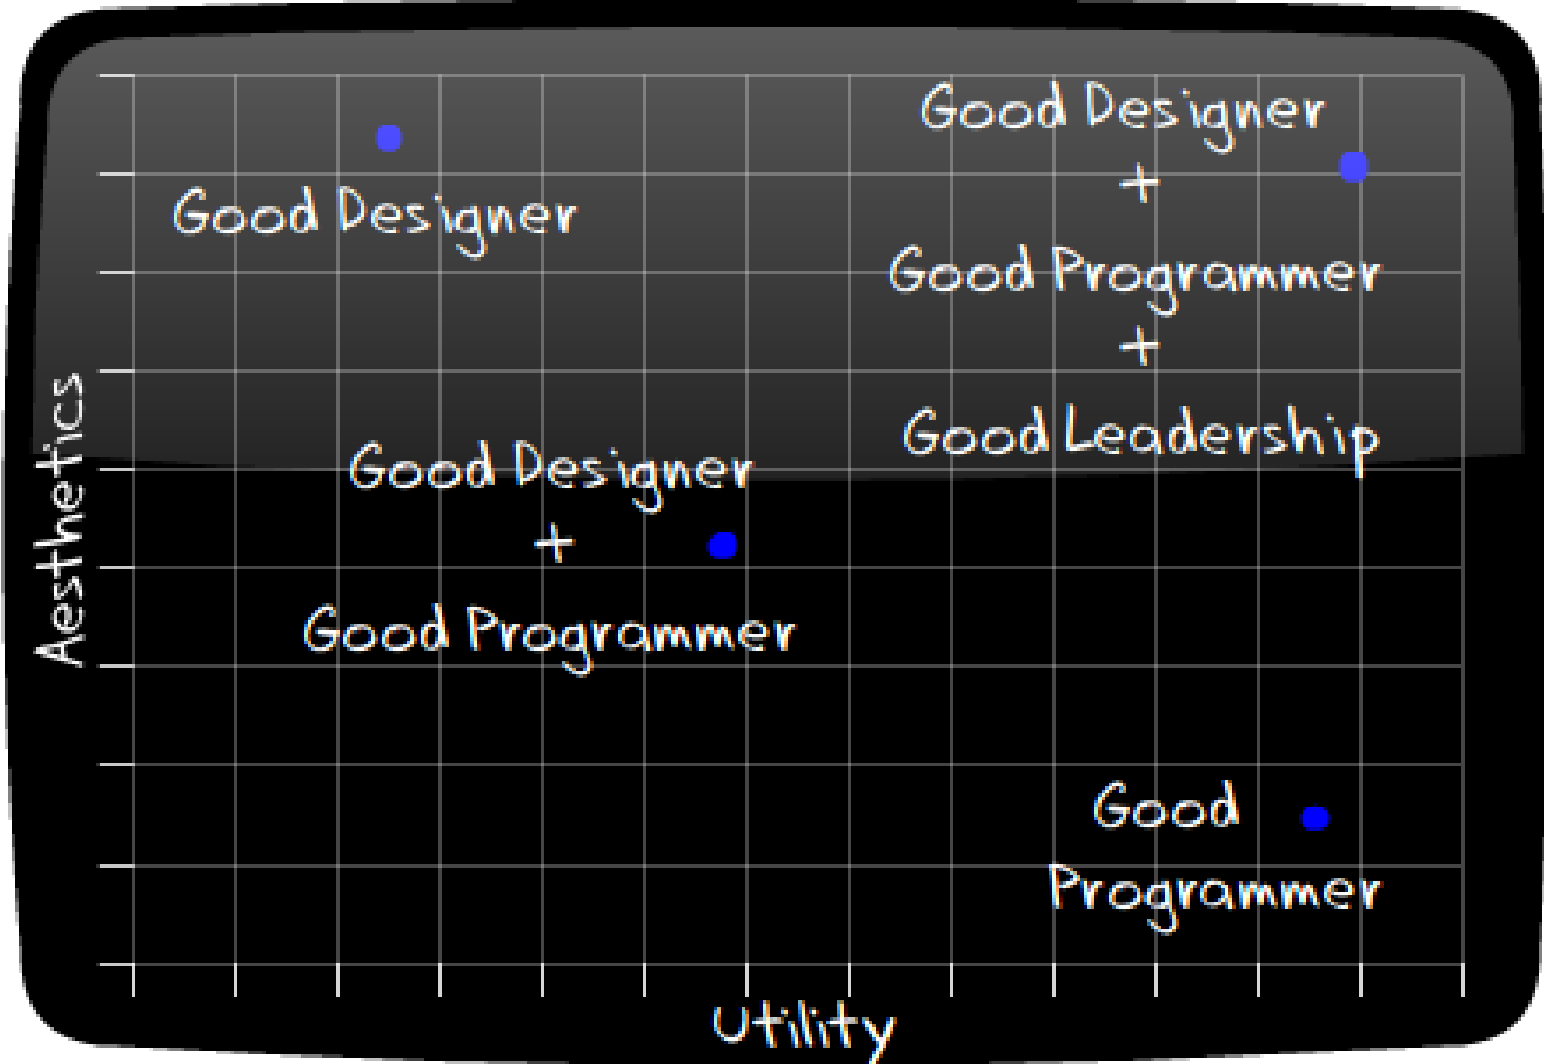 Good Designer
+
Good Programmer
+
Good Leadership
Good Designer
Good Designer
+
Good Programmer
Good
Programmer
Aesthetics
Utility